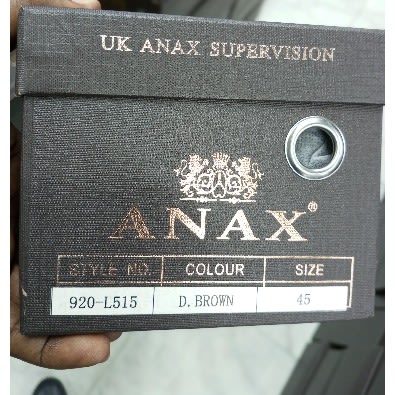 UK ANAX SUPERVISION
ANAX®
STYLE NO. COLOUR SIZE
920-L515 D. BROWN 45